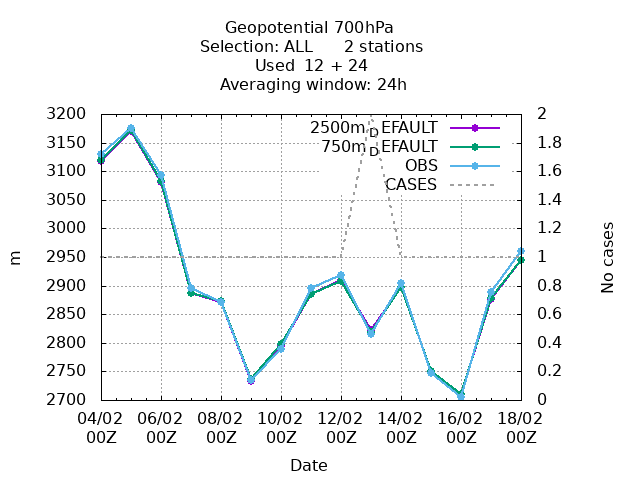 Geopotential 700hPa
Selection: ALL 2 stations
Used 12 + 24
Averaging window: 24h
3200
3150
3100
3050
3000
2950
2900
2850
2800
2750
2700
m
2500mDEFAULT
750mDEFAULT
OBS
CASES
2
1.8
1.6
1.4
1.2
1
0.8
0.6
0.4
0.2
0
No cases
04/02 06/02 08/02 10/02 12/02 14/02 16/02 18/02
00Z 00Z 00Z 00Z 00Z 00Z 00Z 00Z
Date